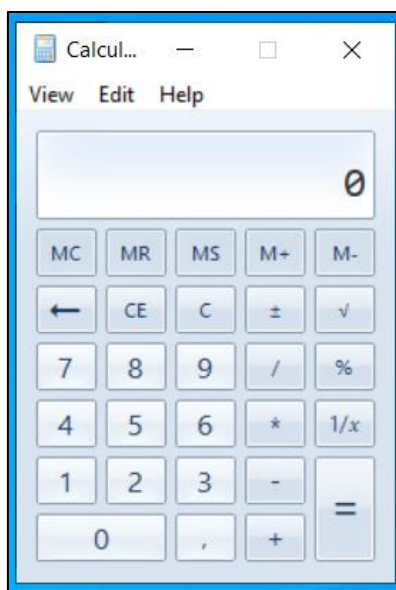 Calcul...
View Edit Help
0
MC MR MS M+ M-
← CE C ± √
7 8 9 / %
4 5 6 * 1/x
1 2 3 - =
0 , +